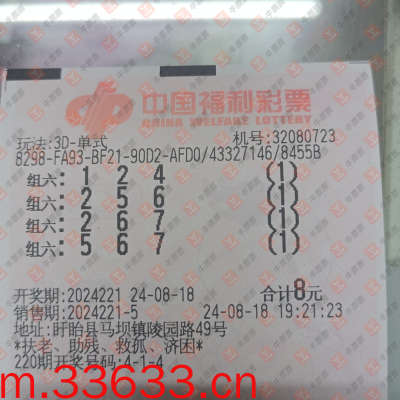 中国福利彩票
CHINA WELFARE LOTTERY
玩法:3D-单式 机号:32080723
8298-FA93-BF21-90D2-AFD0/43327146/8455B
组六: 1 2 4 (1)
组六: 2 5 6 (1)
组六: 2 6 7 (1)
组六: 5 6 7 (1)
开奖期:2024221 24-08-18 合计8元
销售期:2024221-5 24-08-18 19:21:23
地址:盱眙县马坝镇陵园路49号
*扶老、助残、救孤、济困*
220期开奖号码:4-1-4
m.33633.cn